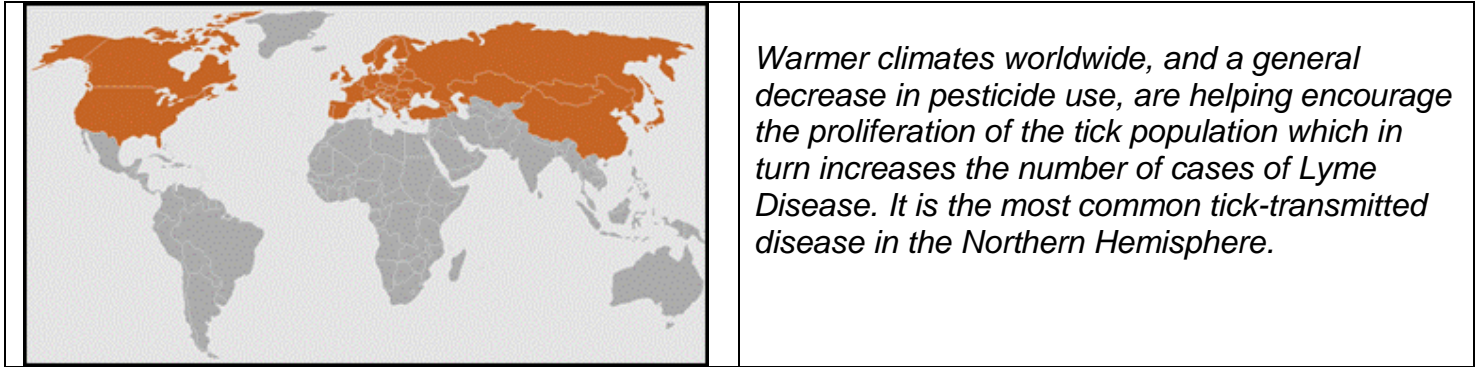 Warmer climates worldwide, and a general
decrease in pesticide use, are helping encourage
the proliferation of the tick population which in
turn increases the number of cases of Lyme
Disease. It is the most common tick-transmitted
disease in the Northern Hemisphere.